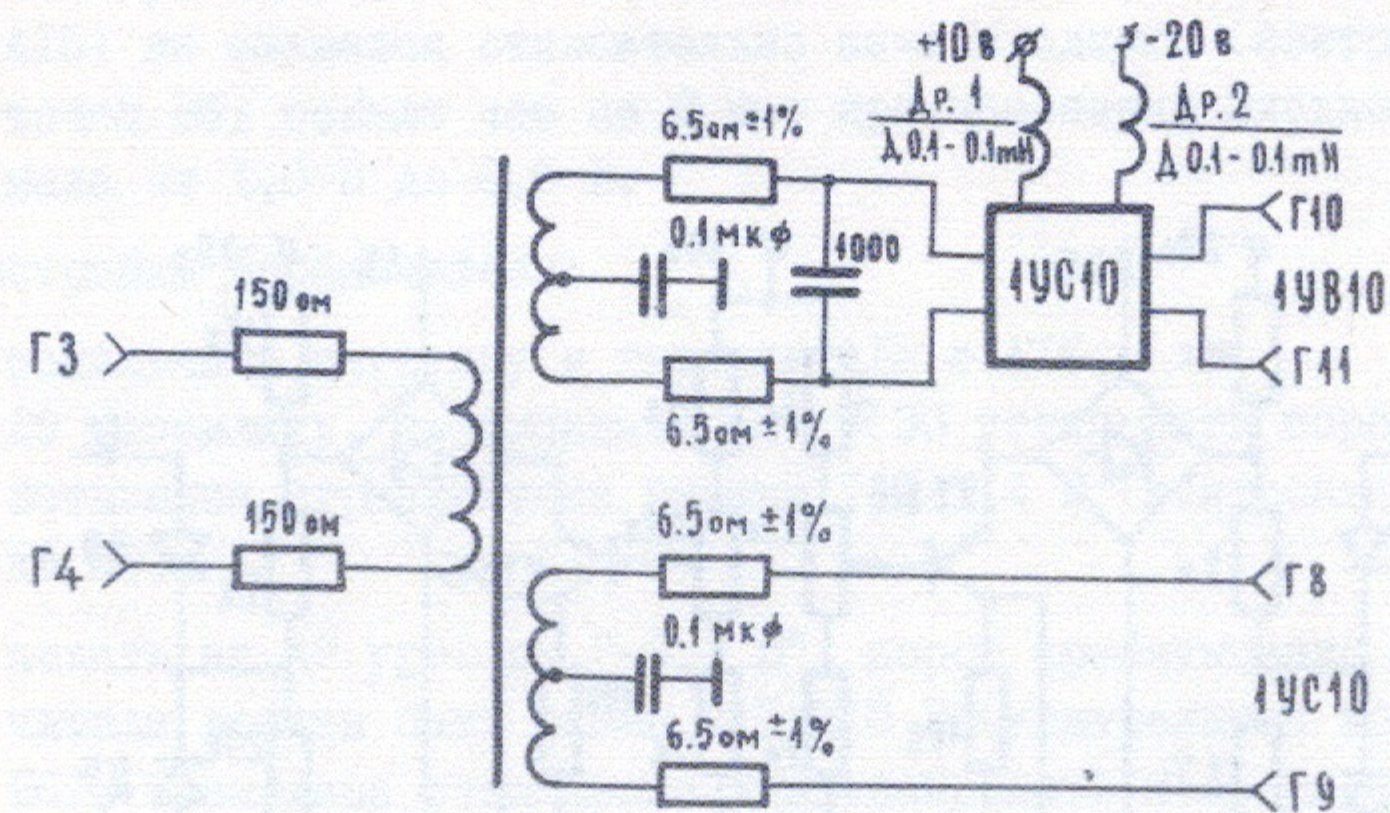 +10 в
-20 в
Др. 1
Д 0.1 - 0.1 mH
Др. 2
Д 0.1 - 0.1 mH
6.5 ом ± 1%
0.1 мкф
1000
Г10
1УС10
1УВ10
Г11
150 ом
Г3
6.5 ом ± 1%
150 ом
Г4
6.5 ом ± 1%
Г8
0.1 мкф
1УС10
6.5 ом ± 1%
Г9